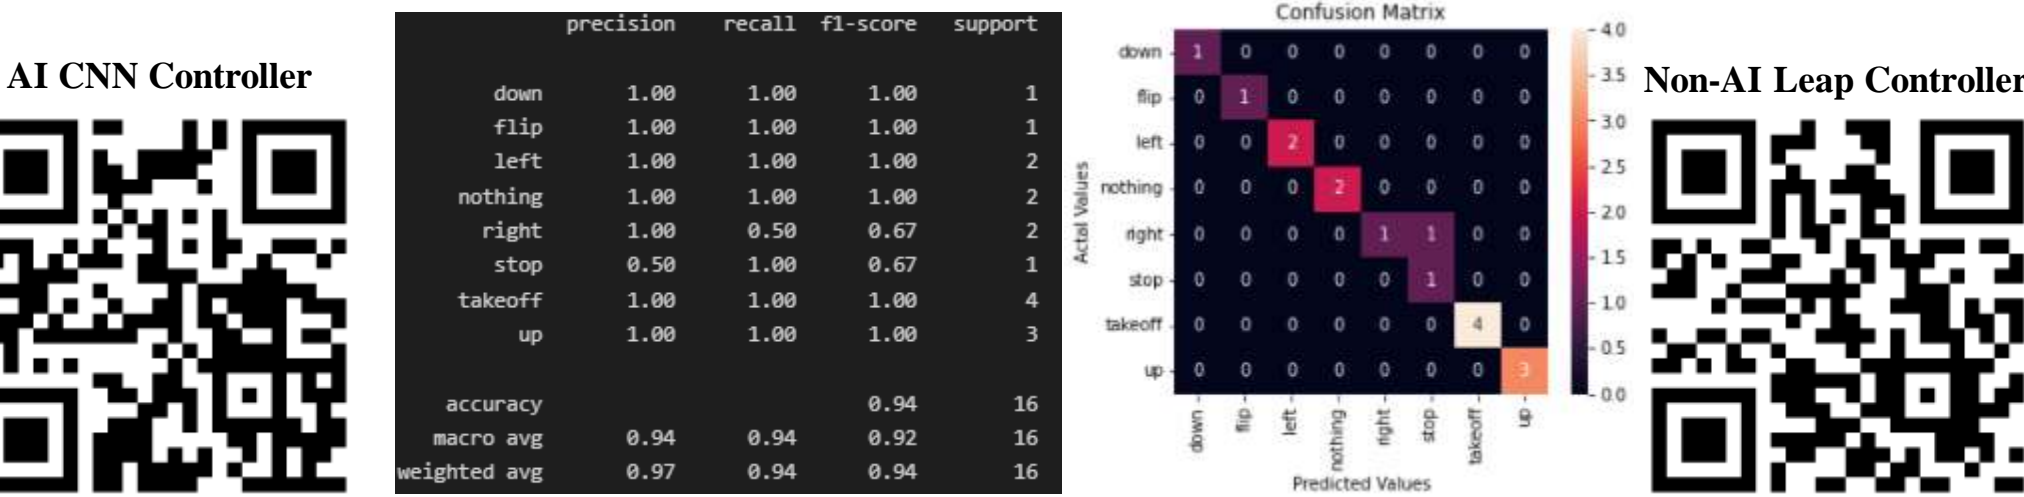 AI CNN Controller
precision recall f1-score support
down 1.00 1.00 1.00 1
flip 1.00 1.00 1.00 1
left 1.00 1.00 1.00 2
nothing 1.00 1.00 1.00 2
right 1.00 0.50 0.67 2
stop 0.50 1.00 0.67 1
takeoff 1.00 1.00 1.00 4
up 1.00 1.00 1.00 3
accuracy 0.94 16
macro avg 0.94 0.94 0.92 16
weighted avg 0.97 0.94 0.94 16
Confusion Matrix
Actal Values
down 1 0 0 0 0 0 0 0
flip 0 1 0 0 0 0 0 0
left 0 0 2 0 0 0 0 0
nothing 0 0 0 2 0 0 0 0
right 0 0 0 0 1 1 0 0
stop 0 0 0 0 0 1 0 0
takeoff 0 0 0 0 0 0 4 0
up 0 0 0 0 0 0 0 3
down flip left nothing right stop takeoff up
Predicted Values
4.0
3.5
3.0
2.5
2.0
1.5
1.0
0.5
0.0
Non-AI Leap Controller